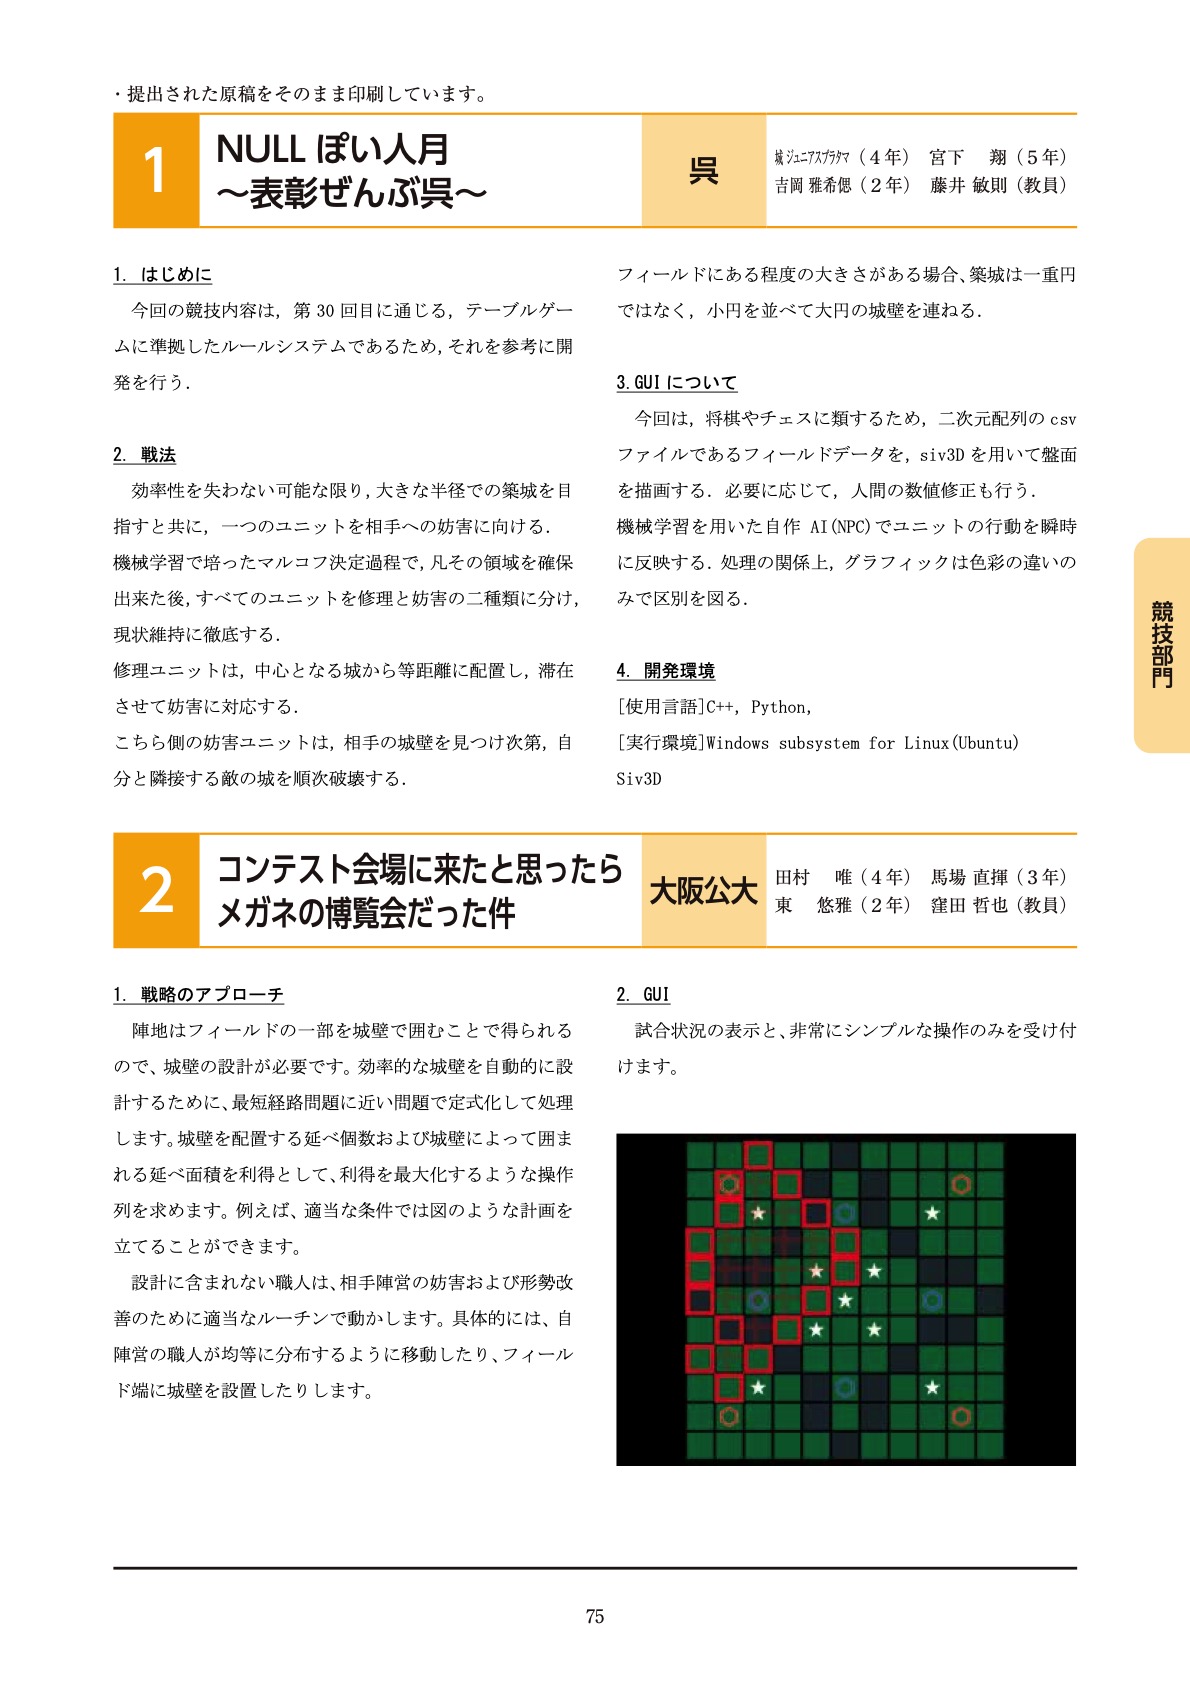 ・提出された原稿をそのまま印刷しています。
1
NULL ぽい人月
～表彰ぜんぶ呉～
呉
城 ジュニアスプラタマ（４年） 宮下　翔（５年）
吉岡 雅希偲（２年） 藤井 敏則（教員）
1. はじめに
今回の競技内容は，第 30 回目に通じる，テーブルゲー
ムに準拠したルールシステムであるため，それを参考に開
発を行う．
2. 戦法
効率性を失わない可能な限り，大きな半径での築城を目
指すと共に，一つのユニットを相手への妨害に向ける．
機械学習で培ったマルコフ決定過程で，凡その領域を確保
出来た後，すべてのユニットを修理と妨害の二種類に分け，
現状維持に徹底する．
修理ユニットは，中心となる城から等距離に配置し，滞在
させて妨害に対応する．
こちら側の妨害ユニットは，相手の城壁を見つけ次第，自
分と隣接する敵の城を順次破壊する．
フィールドにある程度の大きさがある場合、築城は一重円
ではなく，小円を並べて大円の城壁を連ねる．
3. GUI について
今回は，将棋やチェスに類するため，二次元配列の csv
ファイルであるフィールドデータを，siv3D を用いて盤面
を描画する．必要に応じて，人間の数値修正も行う．
機械学習を用いた自作 AI(NPC)でユニットの行動を瞬時
に反映する．処理の関係上，グラフィックは色彩の違いの
みで区別を図る．
4. 開発環境
[使用言語]C++, Python,
[実行環境]Windows subsystem for Linux(Ubuntu)
Siv3D
競技部門
2
コンテスト会場に来たと思ったら
メガネの博覧会だった件
大阪公大
田村　唯（４年） 馬場 直揮（３年）
東　悠雅（２年） 窪田 哲也（教員）
1. 戦略のアプローチ
陣地はフィールドの一部を城壁で囲むことで得られる
ので、城壁の設計が必要です。効率的な城壁を自動的に設
計するために、最短経路問題に近い問題で定式化して処理
します。城壁を配置する延べ個数および城壁によって囲ま
れる延べ面積を利得として、利得を最大化するような操作
列を求めます。例えば、適当な条件では図のような計画を
立てることができます。
設計に含まれない職人は、相手陣営の妨害および形勢改
善のために適当なルーチンで動かします。具体的には、自
陣営の職人が均等に分布するように移動したり、フィール
ド端に城壁を設置したりします。
2. GUI
試合状況の表示と、非常にシンプルな操作のみを受け付
けます。
75